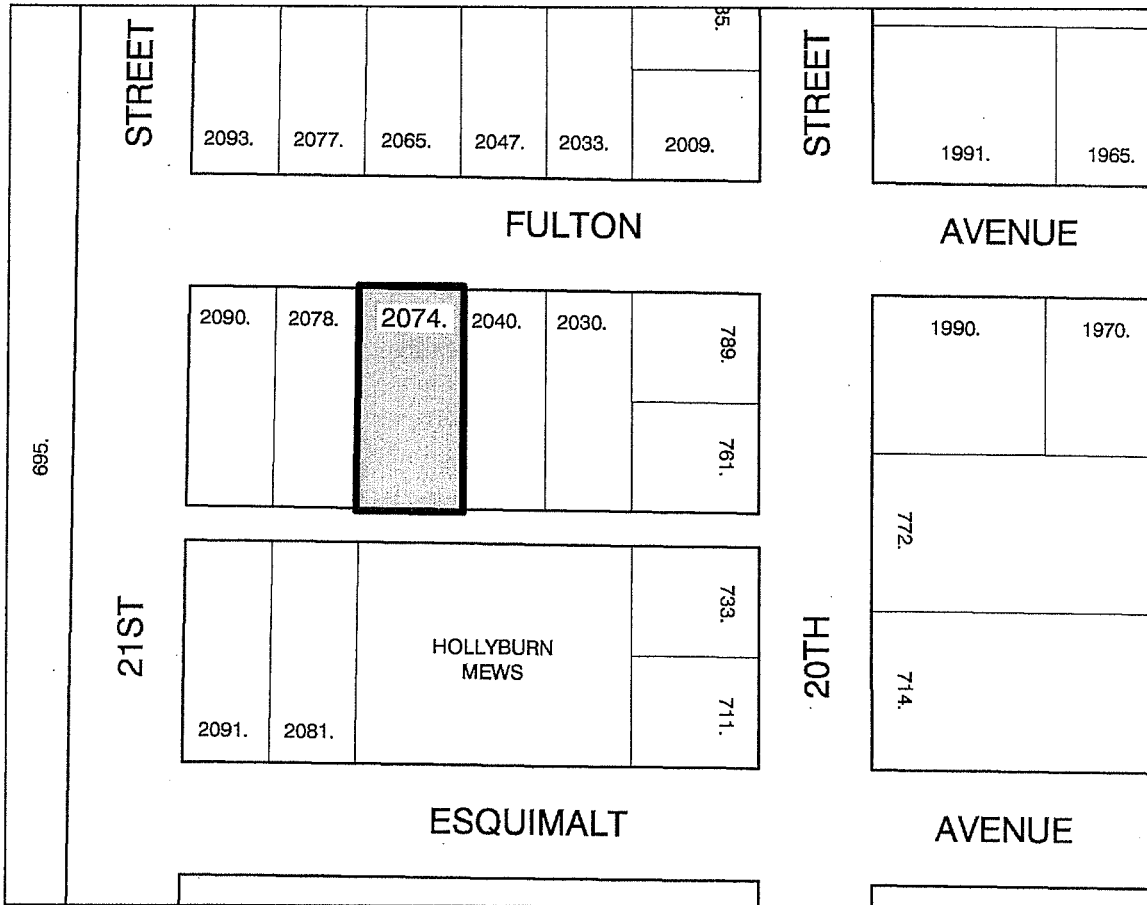 STREET
35.
STREET
2093.
2077.
2065.
2047.
2033.
2009.
1991.
1965.
FULTON
AVENUE
2090.
2078.
2074.
2040.
2030.
789.
1990.
1970.
695.
761.
772.
21ST
HOLLYBURN
MEWS
733.
20TH
714.
2091.
2081.
711.
ESQUIMALT
AVENUE